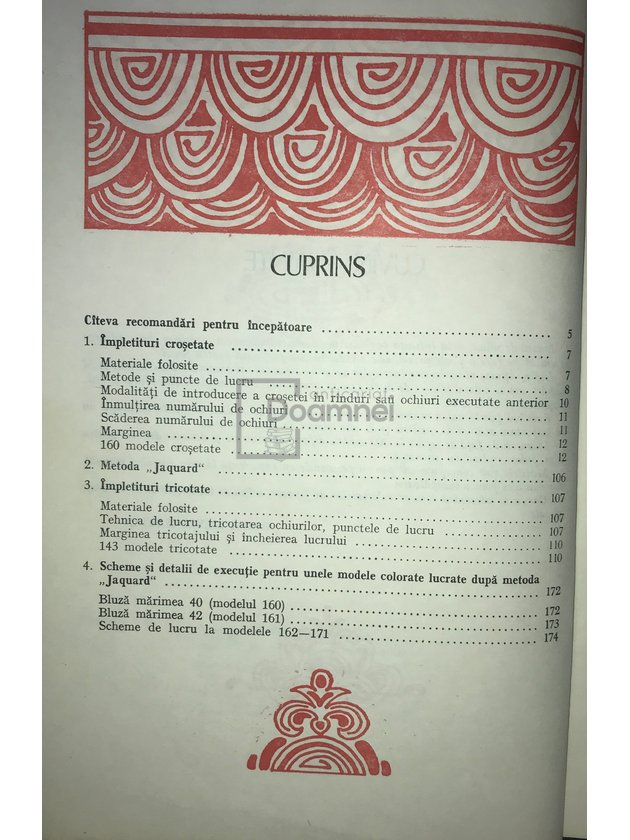 CUPRINS
Cîteva recomandări pentru începătoare . . . . . . . . . . 5
1. Împletituri croșetate . . . . . . . . . . 7
Materiale folosite . . . . . . . . . . 7
Metode și puncte de lucru . . . . . . . . . . 8
Modalități de introducere a croșetei în rînduri sau ochiuri executate anterior 10
Înmulțirea numărului de ochiuri . . . . . . . . . . 11
Scăderea numărului de ochiuri . . . . . . . . . . 11
Marginea . . . . . . . . . . 12
160 modele croșetate . . . . . . . . . . 12
2. Metoda „Jaquard" . . . . . . . . . . 106
3. Împletituri tricotate . . . . . . . . . . 107
Materiale folosite . . . . . . . . . . 107
Tehnica de lucru, tricotarea ochiurilor, punctele de lucru . . . . . . . . . . 107
Marginea tricotajului și încheierea lucrului . . . . . . . . . . 110
143 modele tricotate . . . . . . . . . . 110
4. Scheme și detalii de execuție pentru unele modele colorate lucrate după metoda
„Jaquard" . . . . . . . . . . 172
Bluză mărimea 40 (modelul 160) . . . . . . . . . . 172
Bluză mărimea 42 (modelul 161) . . . . . . . . . . 173
Scheme de lucru la modelele 162—171 . . . . . . . . . . 174
anticariat
Doamnei